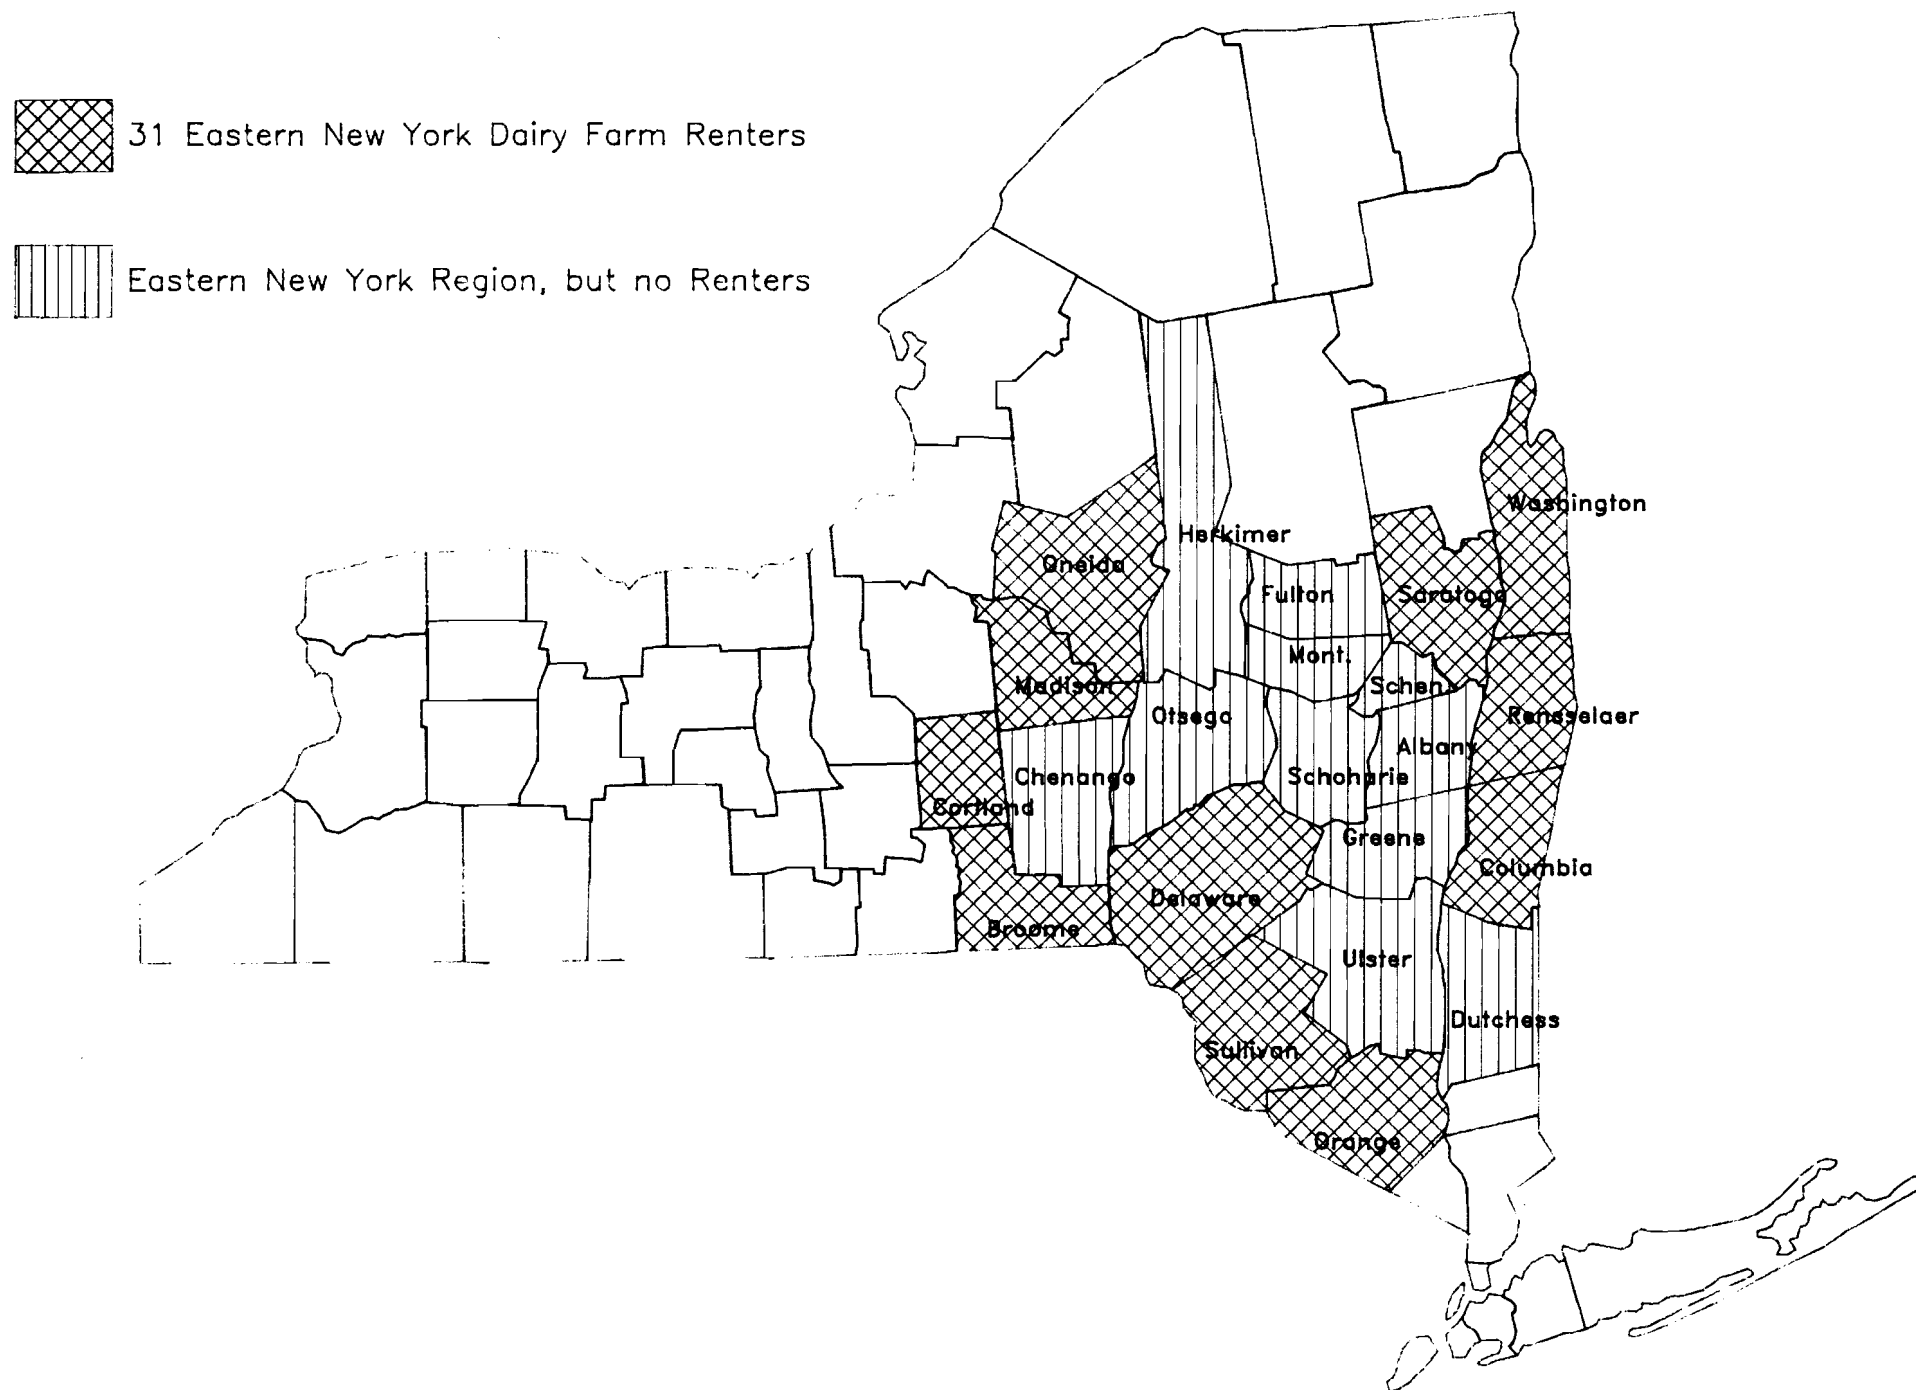 31 Eastern New York Dairy Farm Renters
Eastern New York Region, but no Renters
Washington
Herkimer
Oneida
Fulton
Saratoga
Mont.
Madison
Schen.
Otsego
Rensselaer
Albany
Chenango
Schoharie
Cortland
Greene
Columbia
Delaware
Broome
Ulster
Dutchess
Sullivan
Orange